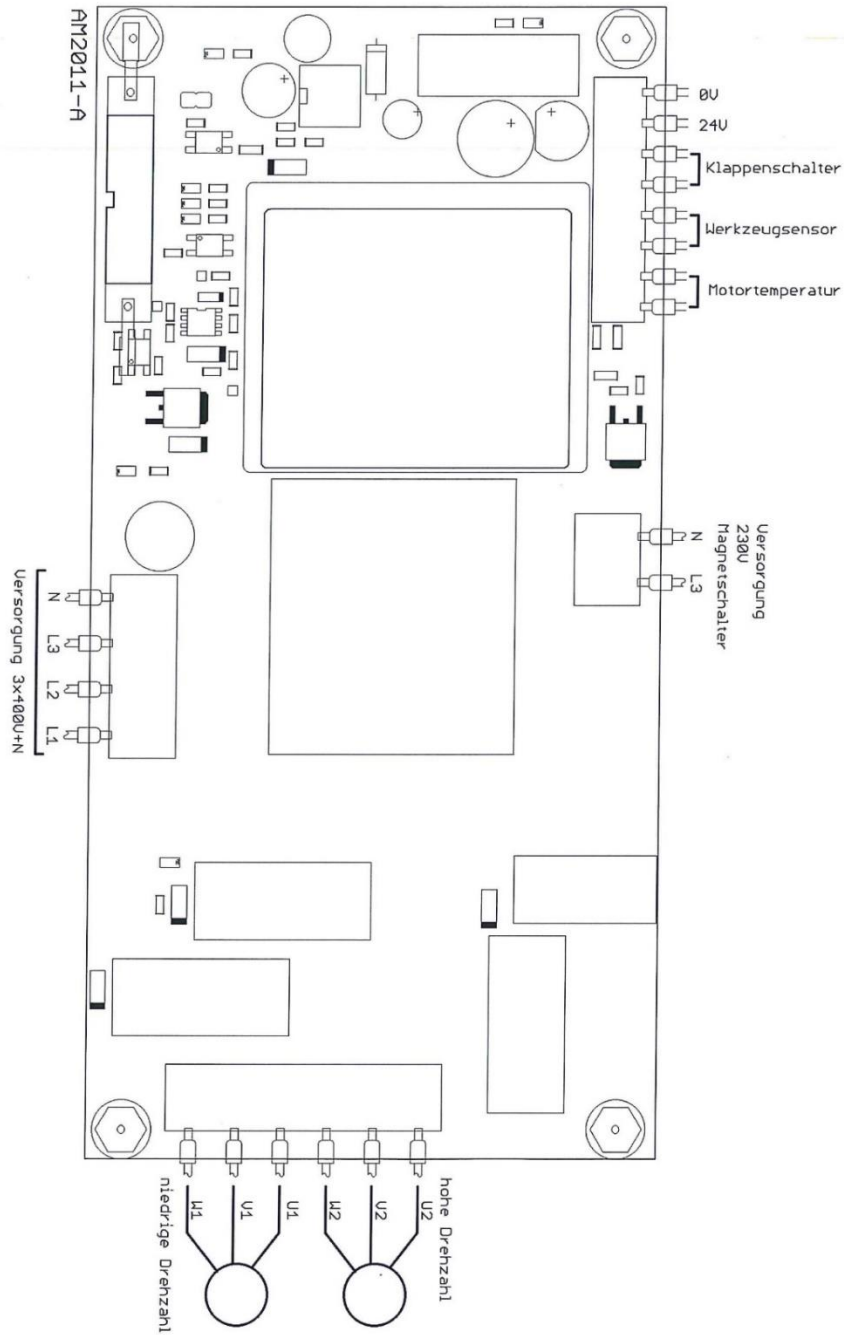 AM2011-A
0V
24V
Klappenschalter
Werkzeugsensor
Motortemperatur
Versorgung
230V
Magnetschalter
N
L3
N
L3
L2
L1
Versorgung 3x400V+N
W1
V1
U1
W2
V2
U2
niedrige Drehzahl
hohe Drehzahl
+
+
+
+